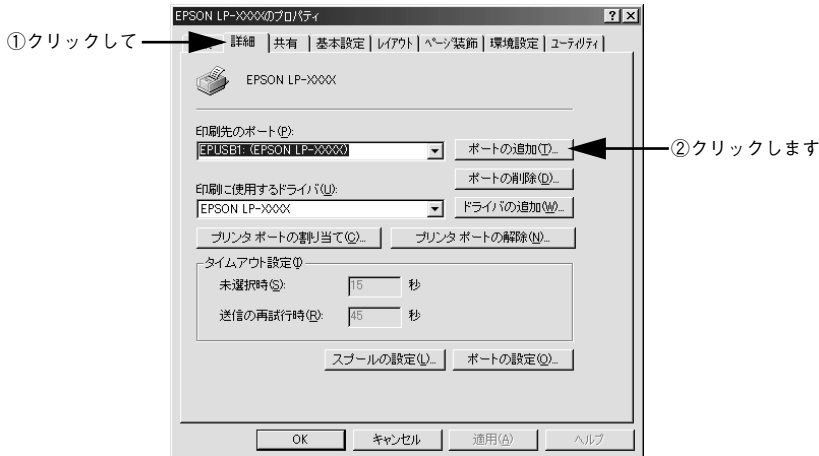 EPSON LP-XXXXのプロパティ
①クリックして
詳細 共有 基本設定 レイアウト ページ装飾 環境設定 ユーティリティ
EPSON LP-XXXX
印刷先のポート(P):
EPUSB1: (EPSON LP-XXXX)
ポートの追加(T)...
②クリックします
ポートの削除(D)...
印刷に使用するドライバ(U):
EPSON LP-XXXX
ドライバの追加(W)...
プリンタ ポートの割り当て(C)...
プリンタ ポートの解除(N)...
タイムアウト設定(I)
未選択時(S): 15 秒
送信の再試行時(R): 45 秒
スプールの設定(L)...
ポートの設定(O)...
OK キャンセル 適用(A) ヘルプ